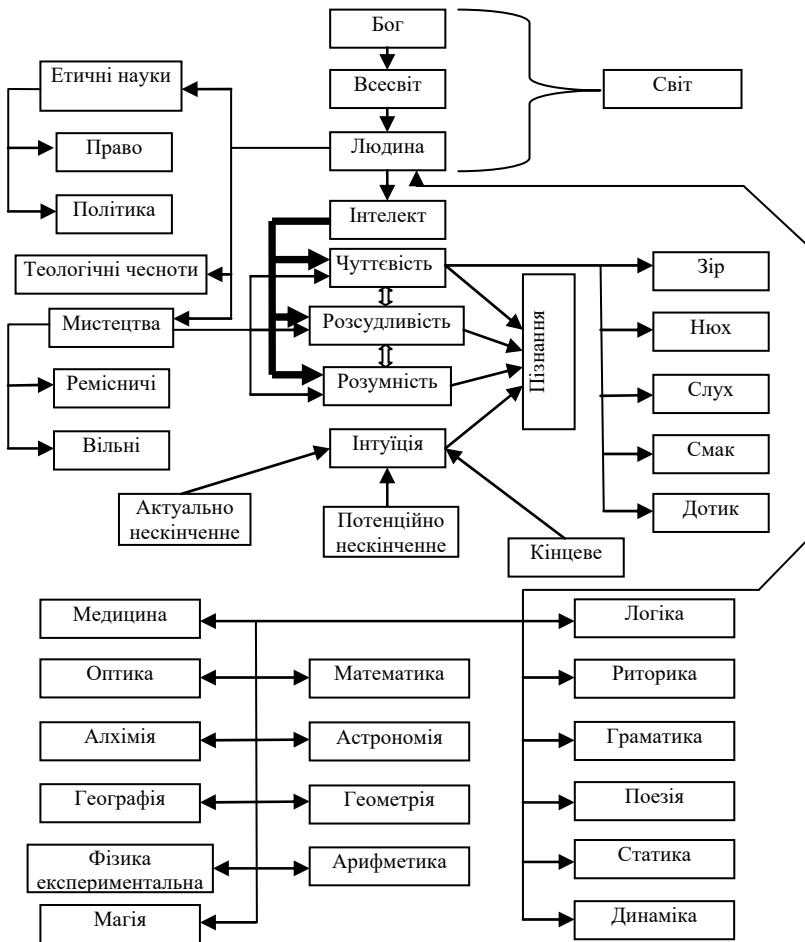 Бог
Етичні науки
Всесвіт
Світ
Право
Людина
Політика
Інтелект
Теологічні чесноти
Чуттєвість
Зір
Мистецтва
Розсудливість
Пізнання
Нюх
Ремісничі
Розумність
Слух
Вільні
Інтуїція
Смак
Актуально
нескінченне
Потенційно
нескінченне
Кінцеве
Дотик
Медицина
Логіка
Оптика
Математика
Риторика
Алхімія
Астрономія
Граматика
Географія
Геометрія
Поезія
Фізика
експериментальна
Арифметика
Статика
Магія
Динаміка